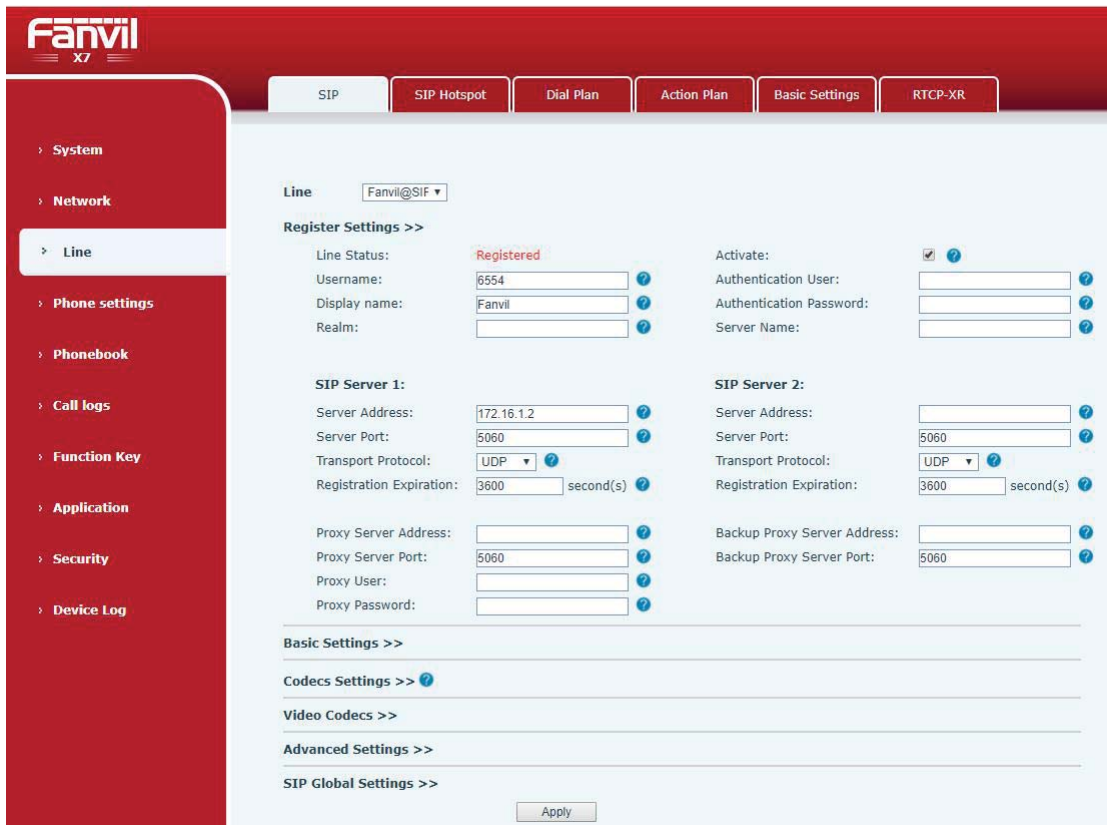 Fanvil
X7
SIP
SIP Hotspot
Dial Plan
Action Plan
Basic Settings
RTCP-XR
› System
› Network
› Line
› Phone settings
› Phonebook
› Call logs
› Function Key
› Application
› Security
› Device Log
Line Fanvil@SIF
Register Settings >>
Line Status: Registered Activate:
Username: 6554 Authentication User:
Display name: Fanvil Authentication Password:
Realm: Server Name:
SIP Server 1: SIP Server 2:
Server Address: 172.16.1.2 Server Address:
Server Port: 5060 Server Port: 5060
Transport Protocol: UDP Transport Protocol: UDP
Registration Expiration: 3600 second(s) Registration Expiration: 3600 second(s)
Proxy Server Address: Backup Proxy Server Address:
Proxy Server Port: 5060 Backup Proxy Server Port: 5060
Proxy User:
Proxy Password:
Basic Settings >>
Codecs Settings >>
Video Codecs >>
Advanced Settings >>
SIP Global Settings >>
Apply